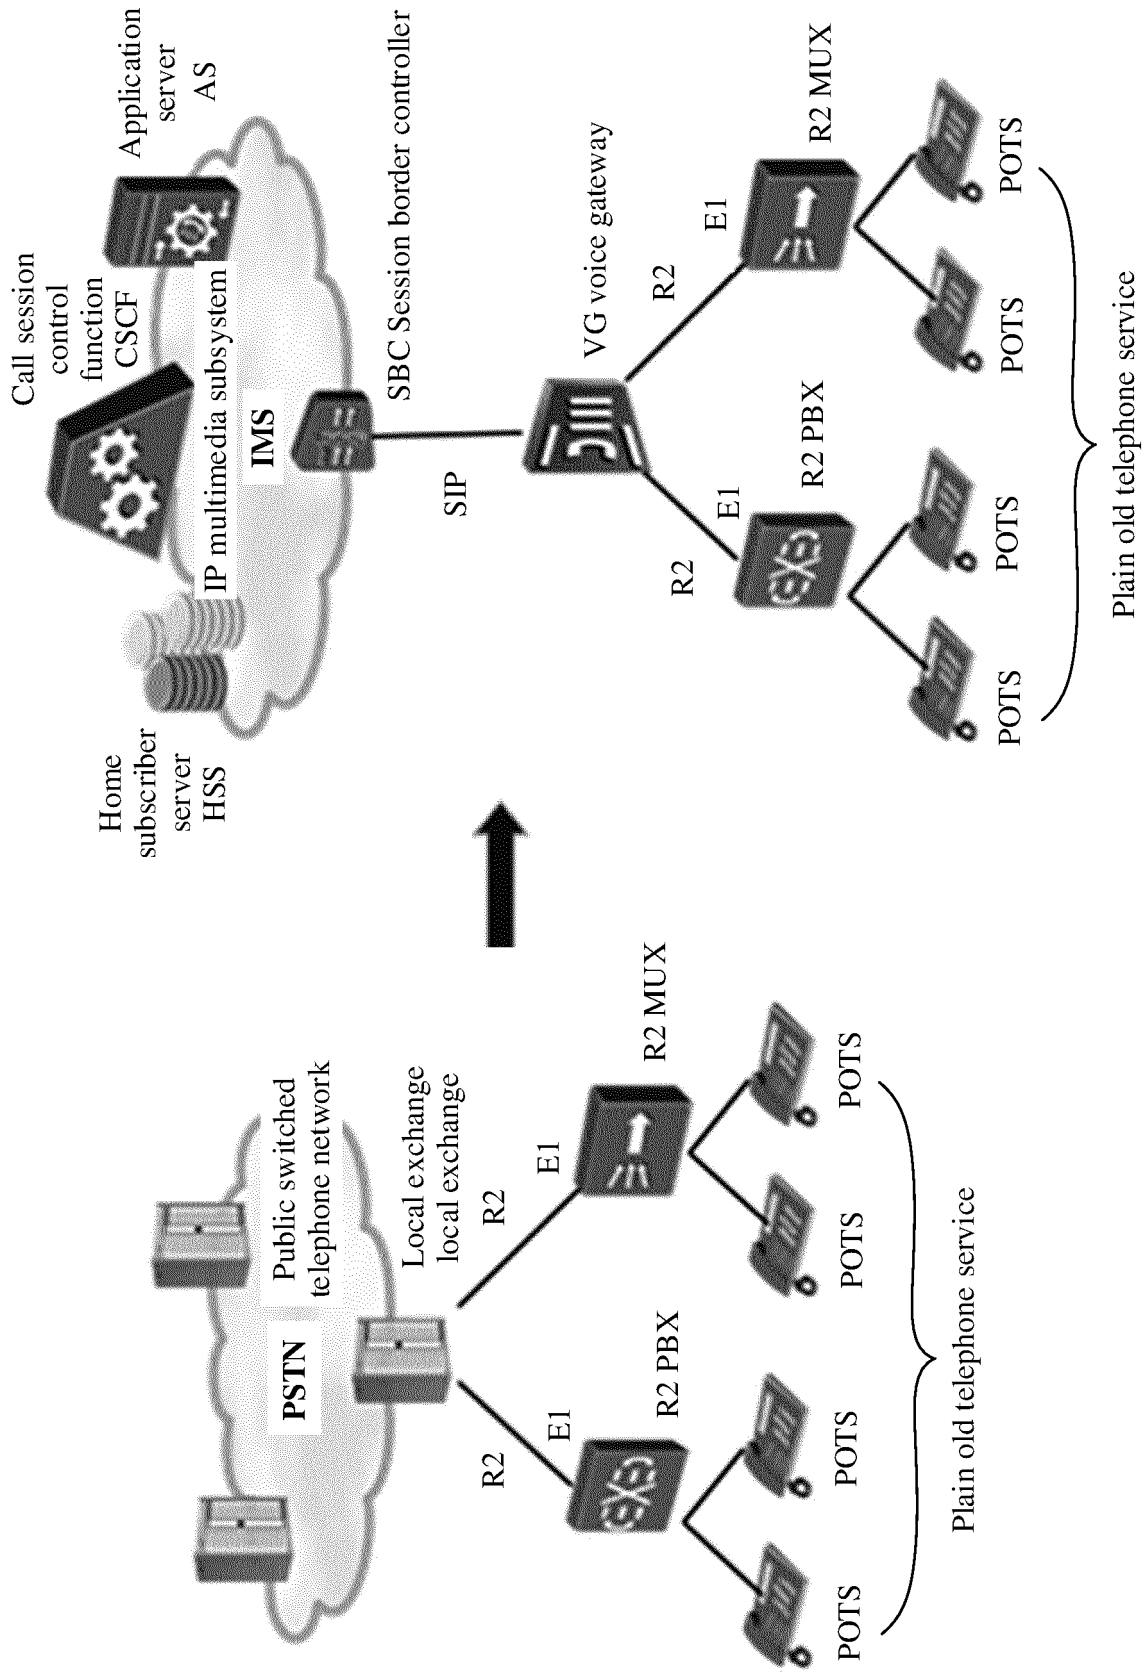 PSTN
Public switched
telephone network
Local exchange
local exchange
R2
E1
R2 PBX
R2
E1
R2 MUX
POTS
POTS
POTS
POTS
Plain old telephone service
Home
subscriber
server
HSS
Call session
control
function
CSCF
Application
server
AS
IP multimedia subsystem
IMS
SBC Session border controller
SIP
VG voice gateway
R2
E1
R2 PBX
R2
E1
R2 MUX
POTS
POTS
POTS
POTS
Plain old telephone service